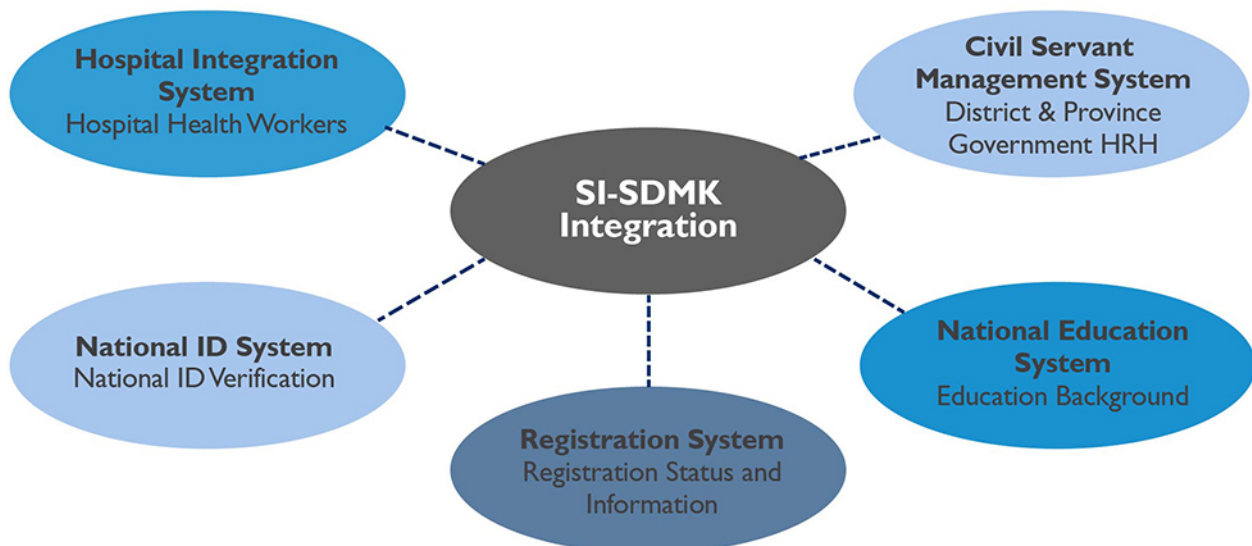 Hospital Integration
System
Hospital Health Workers
Civil Servant
Management System
District & Province
Government HRH
SI-SDMK
Integration
National ID System
National ID Verification
National Education
System
Education Background
Registration System
Registration Status and
Information